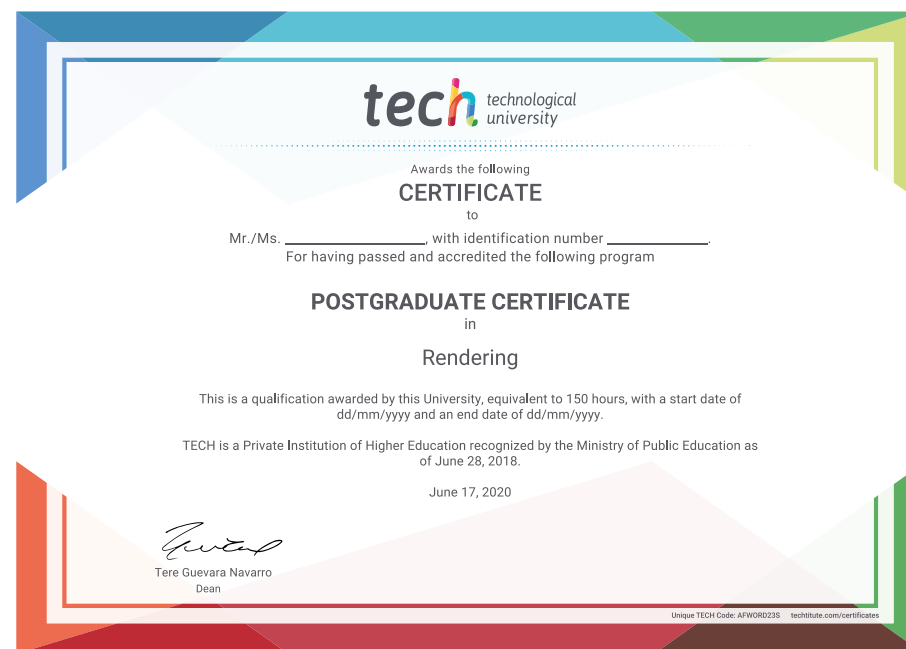 tech technological
university
Awards the following
CERTIFICATE
to
Mr./Ms. ____________________, with identification number ______________.
For having passed and accredited the following program
POSTGRADUATE CERTIFICATE
in
Rendering
This is a qualification awarded by this University, equivalent to 150 hours, with a start date of
dd/mm/yyyy and an end date of dd/mm/yyyy.
TECH is a Private Institution of Higher Education recognized by the Ministry of Public Education as
of June 28, 2018.
June 17, 2020
Tere Guevara Navarro
Dean
Unique TECH Code: AFWORD23S techtitute.com/certificates